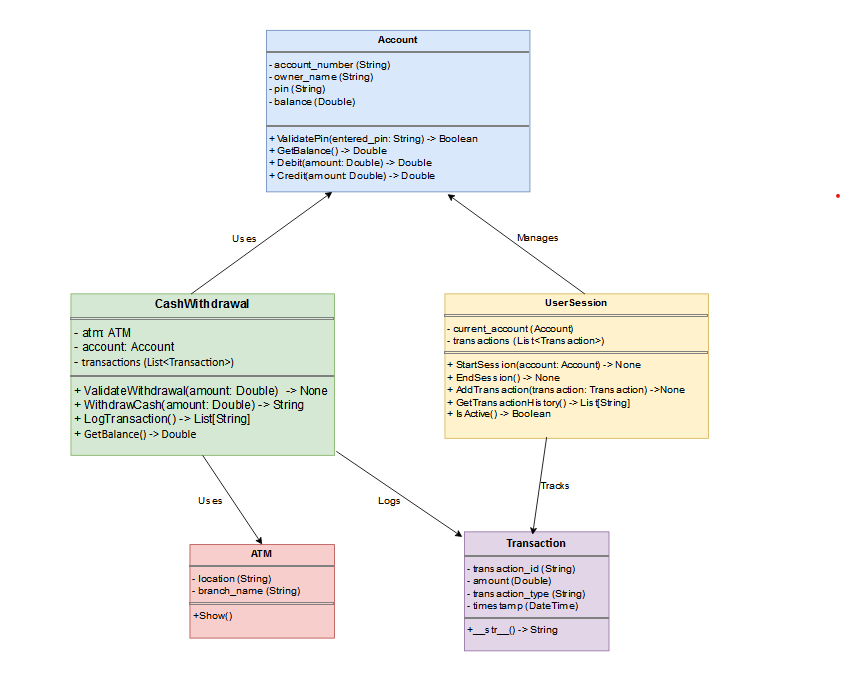 Account
- account_number (String)
- owner_name (String)
- pin (String)
- balance (Double)
+ ValidatePin(entered_pin: String) -> Boolean
+ GetBalance() -> Double
+ Debit(amount: Double) -> Double
+ Credit(amount: Double) -> Double
Uses
Manages
CashWithdrawal
- atm: ATM
- account: Account
- transactions (List<Transaction>)
+ ValidateWithdrawal(amount: Double) -> None
+ WithdrawCash(amount: Double) -> String
+ LogTransaction() -> List[String]
+ GetBalance() -> Double
UserSession
- current_account (Account)
- transactions (List<Transaction>)
+ StartSession(account: Account) -> None
+ EndSession() -> None
+ AddTransaction(transaction: Transaction) ->None
+ GetTransactionHistory() -> List[String]
+ IsActive() -> Boolean
Uses
Logs
Tracks
ATM
- location (String)
- branch_name (String)
+Show()
Transaction
- transaction_id (String)
- amount (Double)
- transaction_type (String)
- timestamp (DateTime)
+__str__() -> String